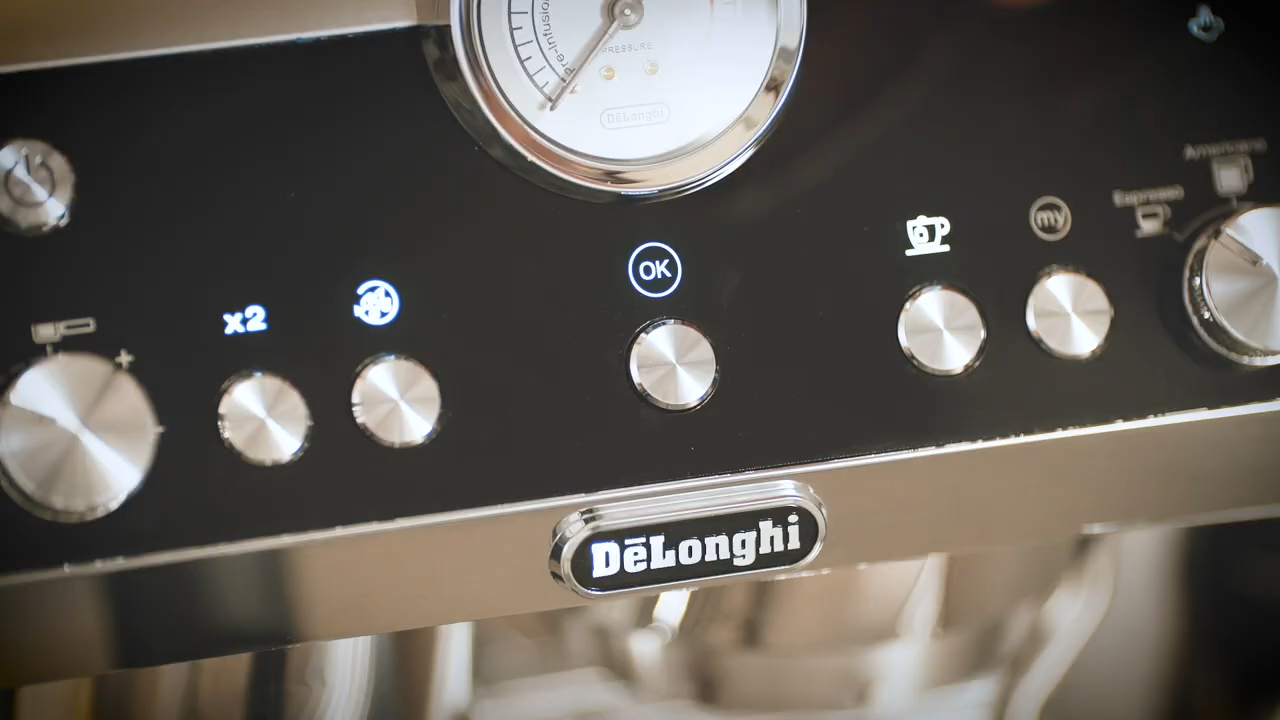 Pre-infusion
PRESSURE
DēLonghi
Americano
Espresso
my
OK
x2
DēLonghi